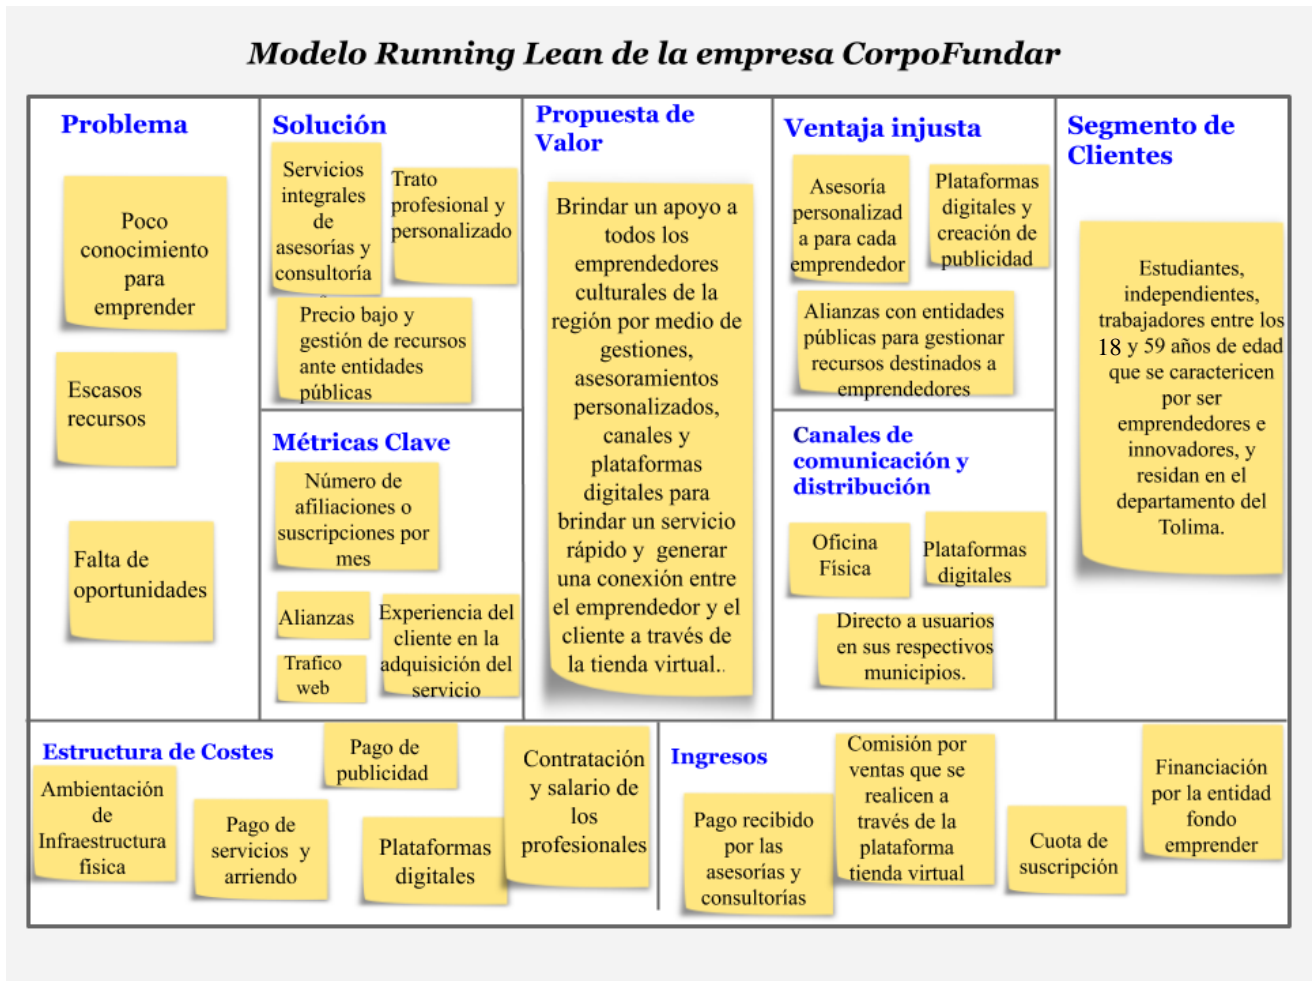 Modelo Running Lean de la empresa CorpoFundar
Problema
Poco
conocimiento
para
emprender
Escasos
recursos
Falta de
oportunidades
Solución
Servicios
integrales
de
asesorías y
consultoría
Trato
profesional y
personalizado
Precio bajo y
gestión de recursos
ante entidades
públicas
Métricas Clave
Número de
afiliaciones o
suscripciones por
mes
Alianzas
Experiencia del
cliente en la
adquisición del
servicio
Trafico
web
Propuesta de
Valor
Brindar un apoyo a
todos los
emprendedores
culturales de la
región por medio de
gestiones,
asesoramientos
personalizados,
canales y
plataformas
digitales para
brindar un servicio
rápido y generar
una conexión entre
el emprendedor y el
cliente a través de
la tienda virtual..
Ventaja injusta
Asesoría
personalizad
a para cada
emprendedor
Plataformas
digitales y
creación de
publicidad
Alianzas con entidades
públicas para gestionar
recursos destinados a
emprendedores
Canales de
comunicación y
distribución
Oficina
Física
Plataformas
digitales
Directo a usuarios
en sus respectivos
municipios.
Segmento de
Clientes
Estudiantes,
independientes,
trabajadores entre los
18 y 59 años de edad
que se caractericen
por ser
emprendedores e
innovadores, y
residan en el
departamento del
Tolima.
Estructura de Costes
Ambientación
de
Infraestructura
física
Pago de
servicios y
arriendo
Pago de
publicidad
Plataformas
digitales
Contratación
y salario de
los
profesionales
Ingresos
Pago recibido
por las
asesorías y
consultorías
Comisión por
ventas que se
realicen a
través de la
plataforma
tienda virtual
Cuota de
suscripción
Financiación
por la entidad
fondo
emprender